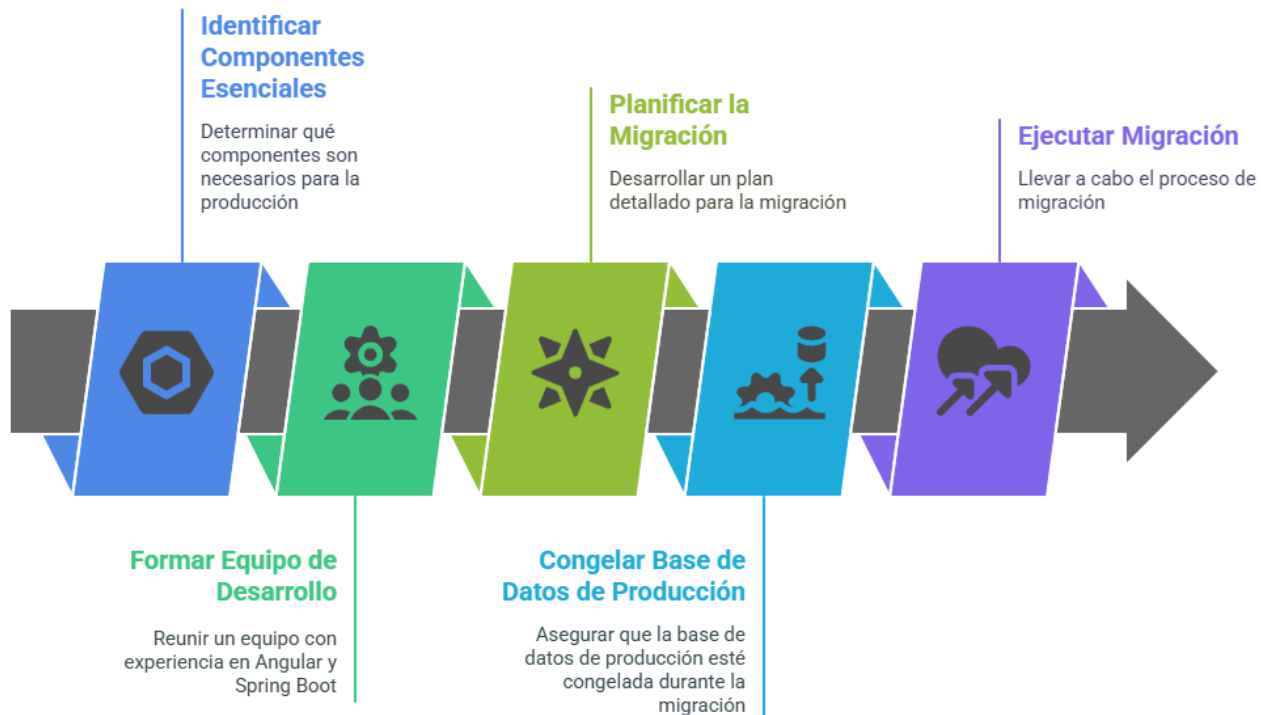 Identificar
Componentes
Esenciales
Determinar qué
componentes son
necesarios para la
producción
Formar Equipo de
Desarrollo
Reunir un equipo con
experiencia en Angular y
Spring Boot
Planificar la
Migración
Desarrollar un plan
detallado para la migración
Congelar Base de
Datos de Producción
Asegurar que la base de
datos de producción esté
congelada durante la
migración
Ejecutar Migración
Llevar a cabo el proceso de
migración